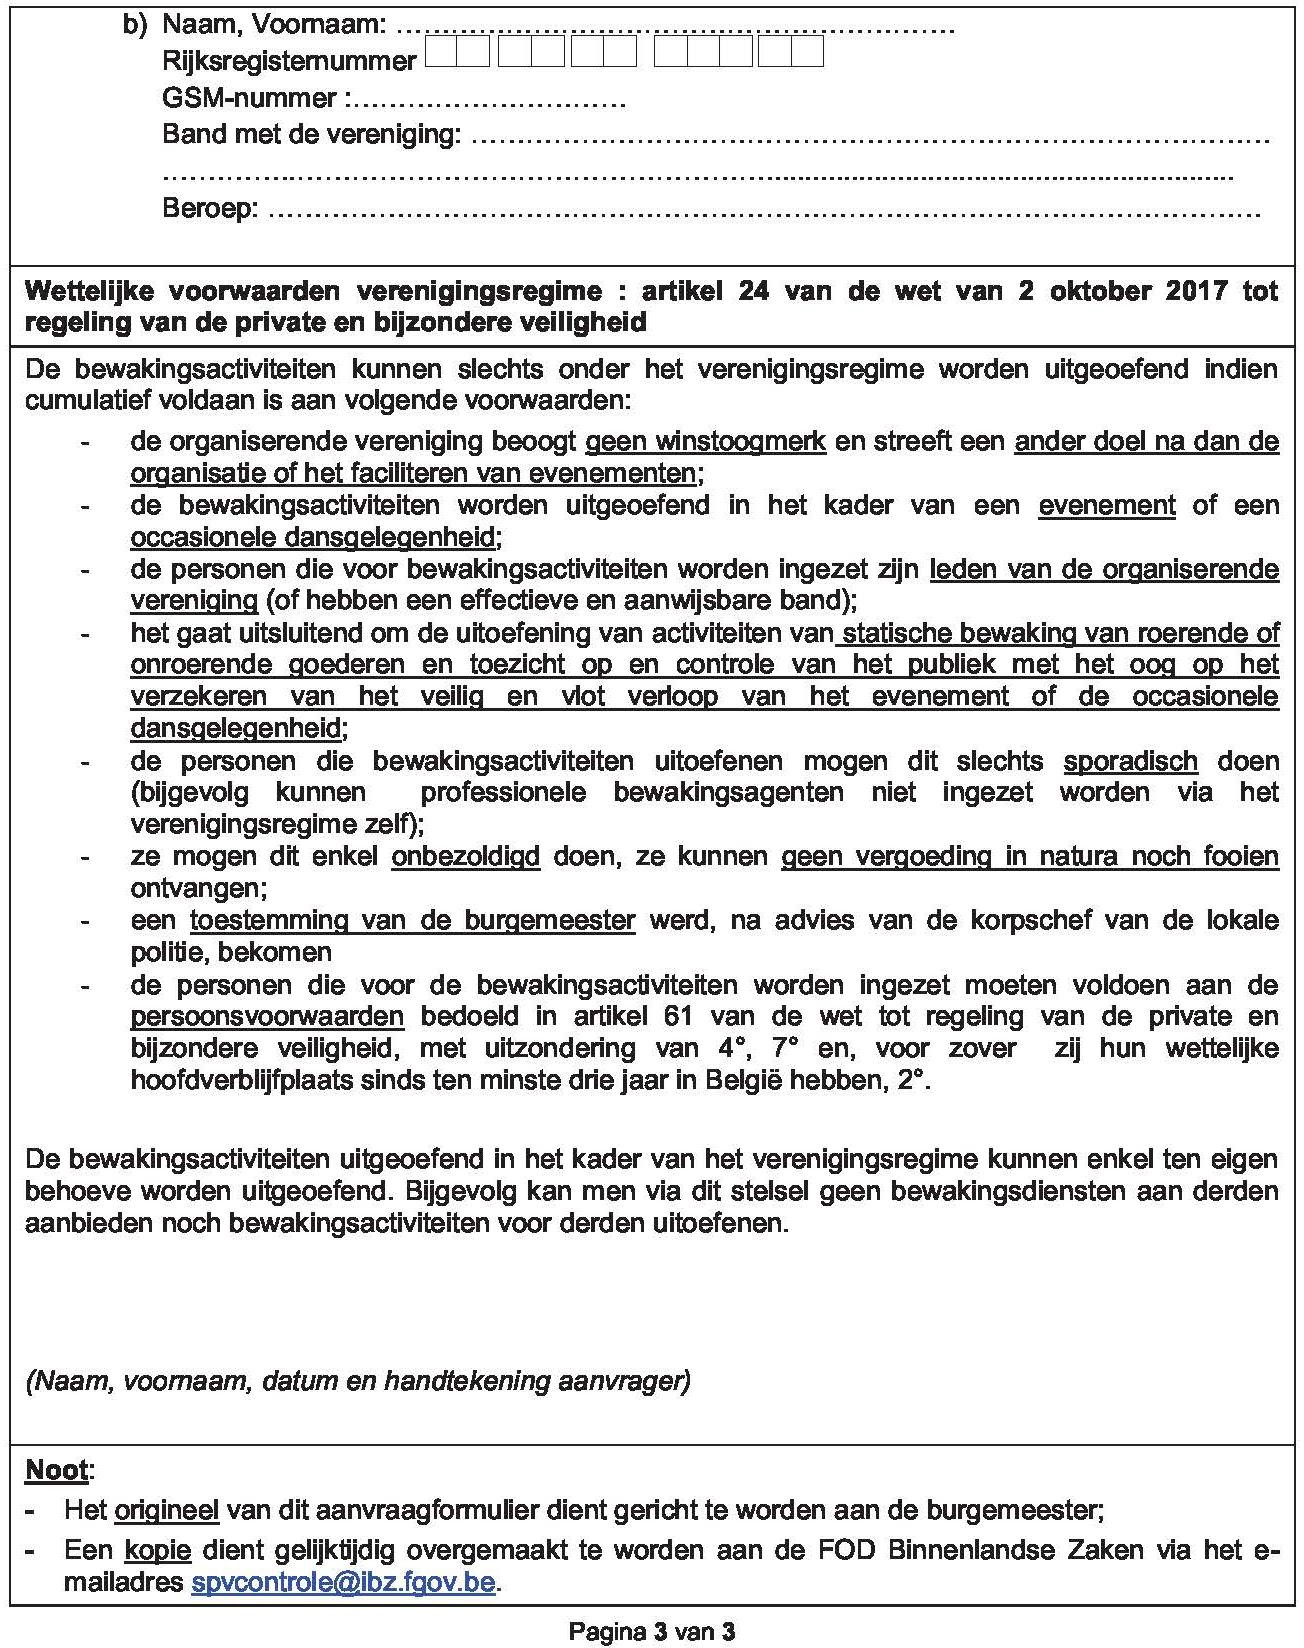 b) Naam, Voornaam: ……………………………………………………
Rijksregisternummer
GSM-nummer :…………………………
Band met de vereniging: ……………………………………………………………………………
……………………………………………………………………………………………………
Beroep: ………………………………………………………………………………………………
Wettelijke voorwaarden verenigingsregime : artikel 24 van de wet van 2 oktober 2017 tot
regeling van de private en bijzondere veiligheid
De bewakingsactiviteiten kunnen slechts onder het verenigingsregime worden uitgeoefend indien
cumulatief voldaan is aan volgende voorwaarden:
- de organiserende vereniging beoogt geen winstoogmerk en streeft een ander doel na dan de
organisatie of het faciliteren van evenementen;
- de bewakingsactiviteiten worden uitgeoefend in het kader van een evenement of een
occasionele dansgelegenheid;
- de personen die voor bewakingsactiviteiten worden ingezet zijn leden van de organiserende
vereniging (of hebben een effectieve en aanwijsbare band);
- het gaat uitsluitend om de uitoefening van activiteiten van statische bewaking van roerende of
onroerende goederen en toezicht op en controle van het publiek met het oog op het
verzekeren van het veilig en vlot verloop van het evenement of de occasionele
dansgelegenheid;
- de personen die bewakingsactiviteiten uitoefenen mogen dit slechts sporadisch doen
(bijgevolg kunnen professionele bewakingsagenten niet ingezet worden via het
verenigingsregime zelf);
- ze mogen dit enkel onbezoldigd doen, ze kunnen geen vergoeding in natura noch fooien
ontvangen;
- een toestemming van de burgemeester werd, na advies van de korpschef van de lokale
politie, bekomen
- de personen die voor de bewakingsactiviteiten worden ingezet moeten voldoen aan de
persoonsvoorwaarden bedoeld in artikel 61 van de wet tot regeling van de private en
bijzondere veiligheid, met uitzondering van 4°, 7° en, voor zover zij hun wettelijke
hoofdverblijfplaats sinds ten minste drie jaar in België hebben, 2°.
De bewakingsactiviteiten uitgeoefend in het kader van het verenigingsregime kunnen enkel ten eigen
behoeve worden uitgeoefend. Bijgevolg kan men via dit stelsel geen bewakingsdiensten aan derden
aanbieden noch bewakingsactiviteiten voor derden uitoefenen.
(Naam, voornaam, datum en handtekening aanvrager)
Noot:
- Het origineel van dit aanvraagformulier dient gericht te worden aan de burgemeester;
- Een kopie dient gelijktijdig overgemaakt te worden aan de FOD Binnenlandse Zaken via het e-
mailadres spvcontrole@ibz.fgov.be.
Pagina 3 van 3